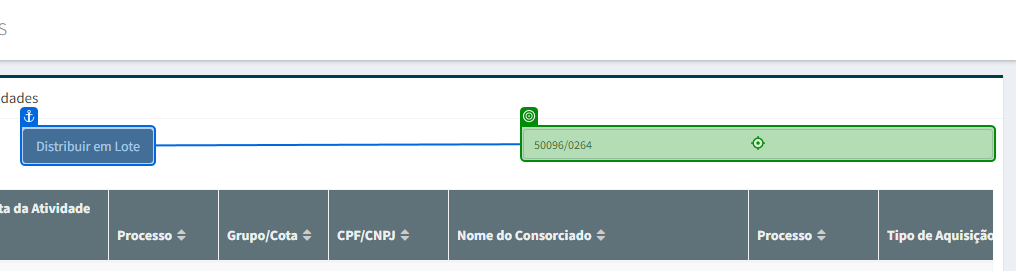 s
dades
Distribuir em Lote
50096/0264
ta da Atividade
Processo
Grupo/Cota
CPF/CNPJ
Nome do Consorciado
Processo
Tipo de Aquisição